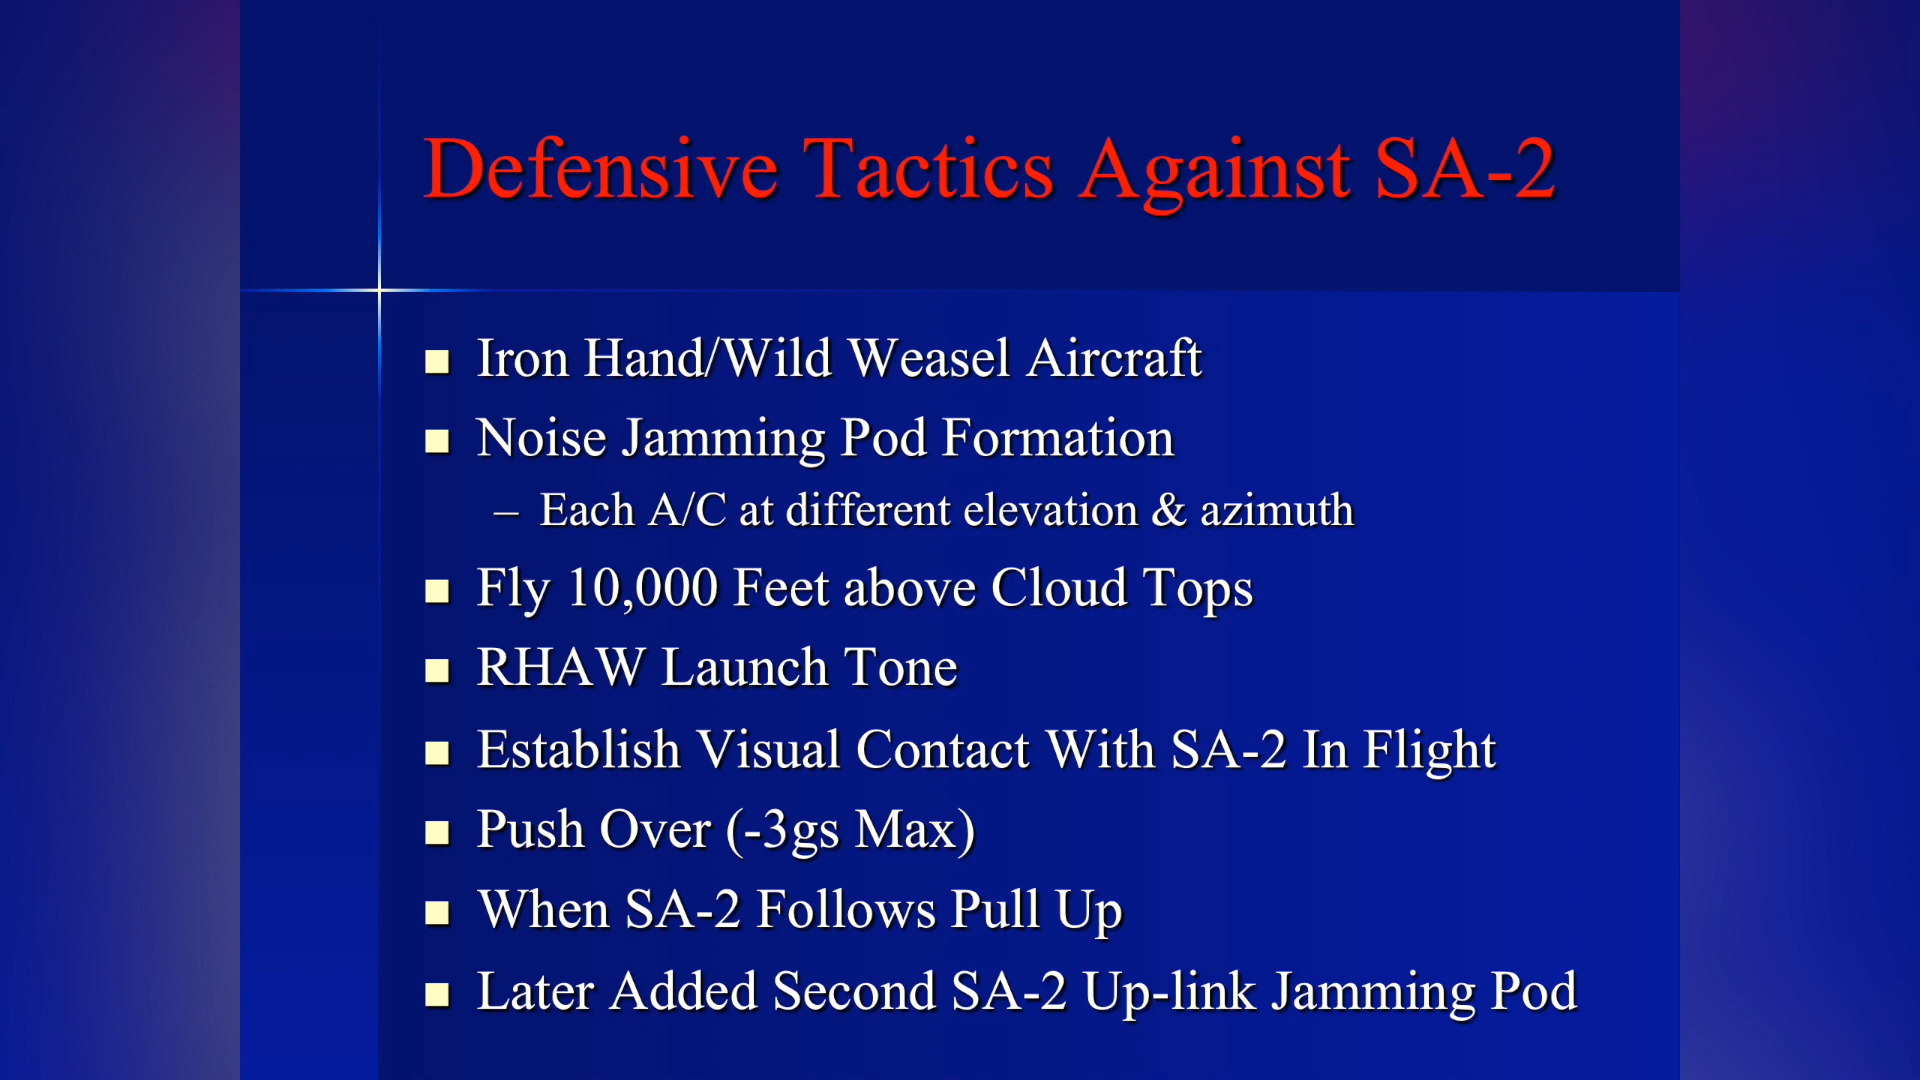 Defensive Tactics Against SA-2
Iron Hand/Wild Weasel Aircraft
Noise Jamming Pod Formation
– Each A/C at different elevation & azimuth
Fly 10,000 Feet above Cloud Tops
RHAW Launch Tone
Establish Visual Contact With SA-2 In Flight
Push Over (-3gs Max)
When SA-2 Follows Pull Up
Later Added Second SA-2 Up-link Jamming Pod